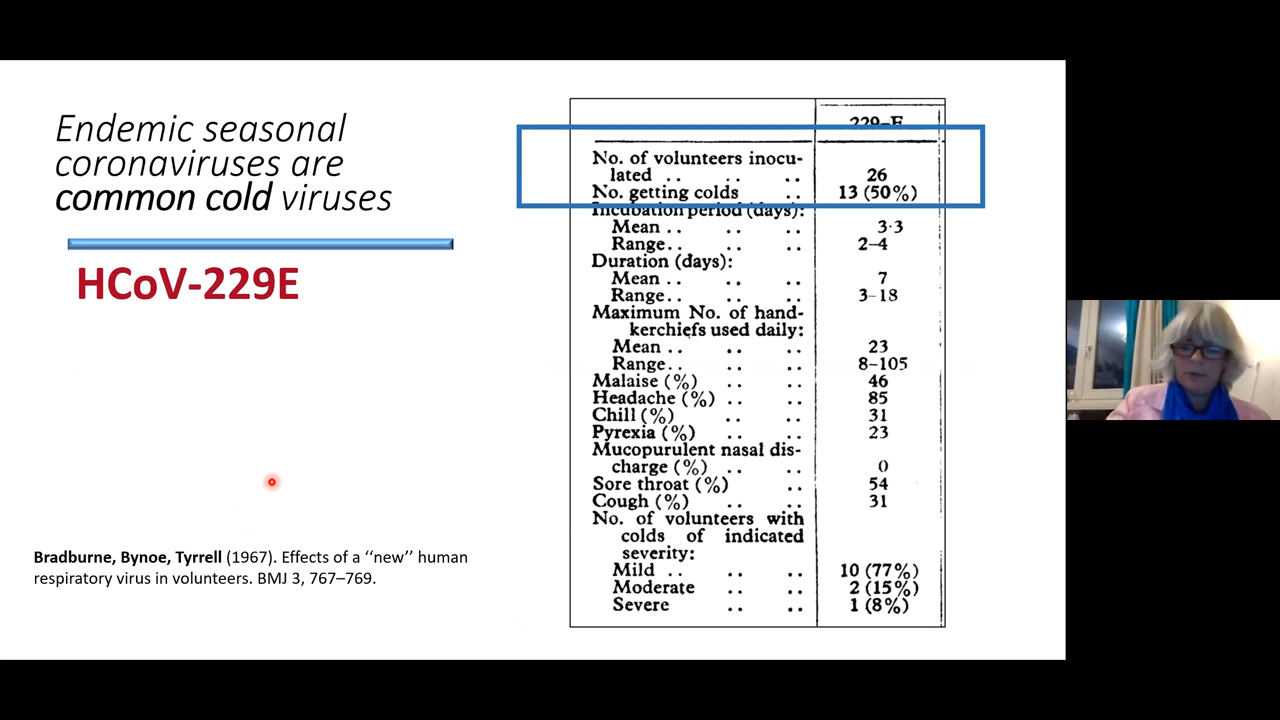 Endemic seasonal
coronaviruses are
common cold viruses
HCoV-229E
Bradburne, Bynoe, Tyrrell (1967). Effects of a ‘‘new’’ human
respiratory virus in volunteers. BMJ 3, 767–769.
229-E
No. of volunteers inocu-
lated .. .. .. 26
No. getting colds .. 13 (50%)
Incubation period (days):
Mean .. .. .. 3·3
Range.. .. .. 2-4
Duration (days):
Mean .. .. .. 7
Range.. .. .. 3-18
Maximum No. of hand-
kerchiefs used daily:
Mean .. .. .. 23
Range.. .. .. 8-105
Malaise (%) .. .. 46
Headache (%) .. .. 85
Chill (%) .. .. 31
Pyrexia (%) .. .. 23
Mucopurulent nasal dis-
charge (%) .. .. 0
Sore throat (%) .. 54
Cough (%) .. .. 31
No. of volunteers with
colds of indicated
severity:
Mild .. .. .. 10 (77%)
Moderate .. .. 2 (15%)
Severe .. .. 1 (8%)